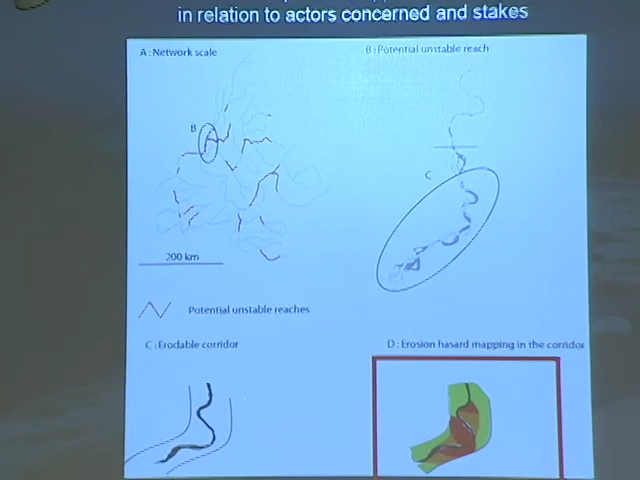 in relation to actors concerned and stakes
A : Network scale
B : Potential unstable reach
B
C
200 km
Potential unstable reaches
C : Erodable corridor
D : Erosion hasard mapping in the corridor